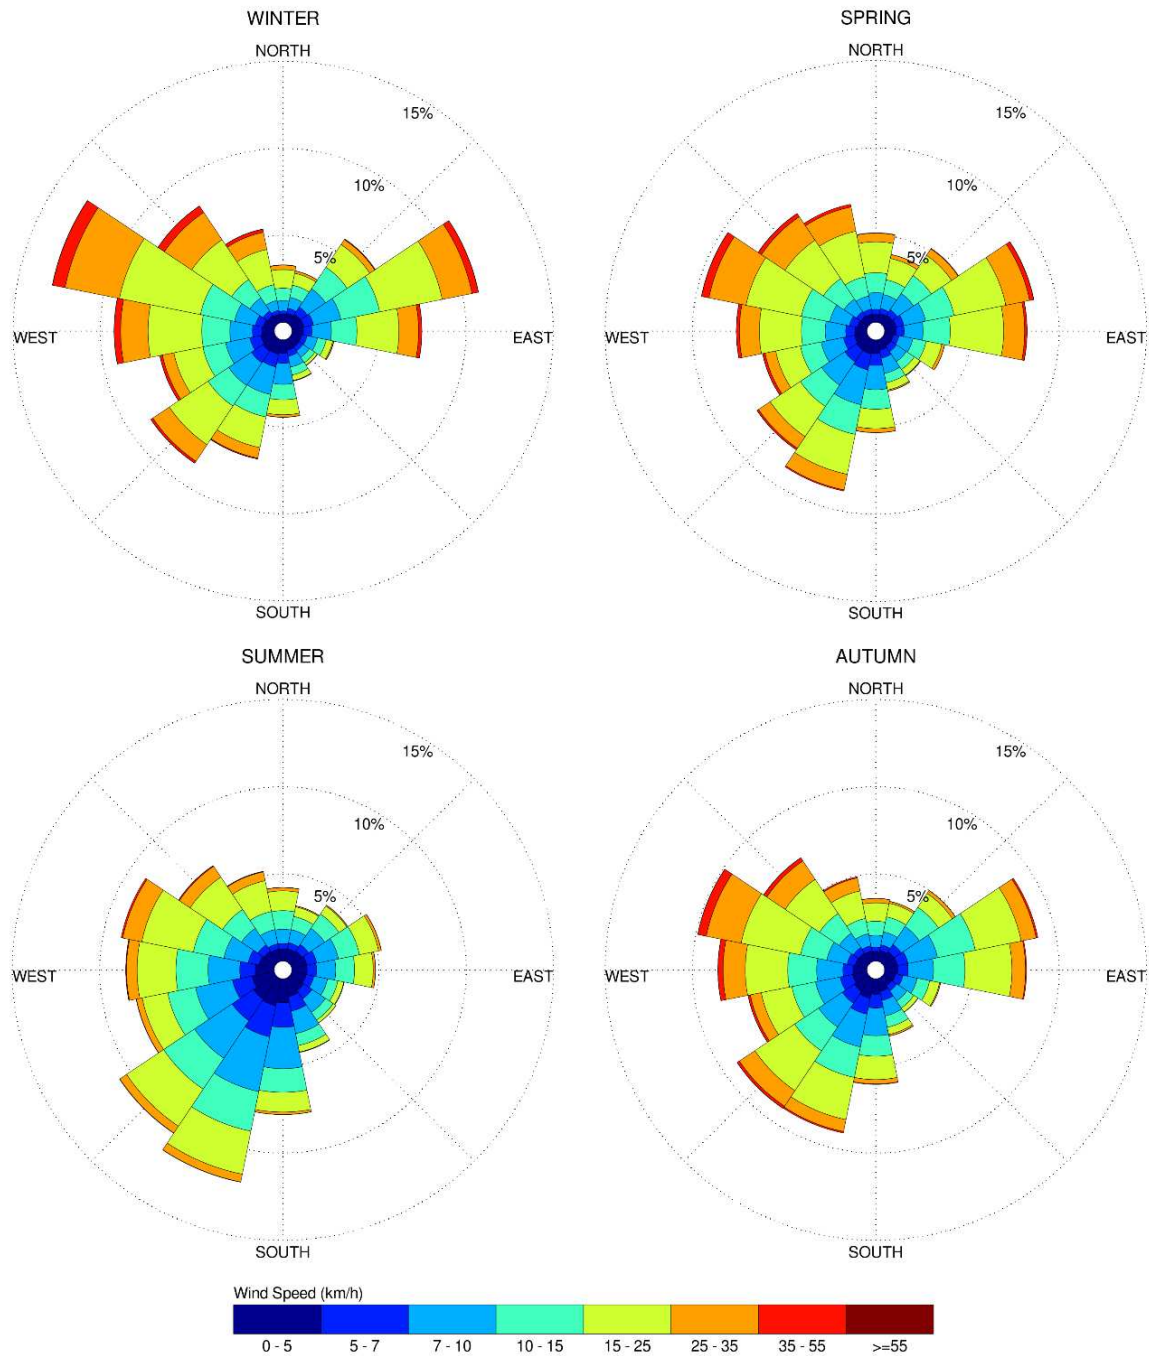 WINTER
SPRING
NORTH
NORTH
15%
15%
10%
10%
5%
5%
WEST
EAST
WEST
EAST
SOUTH
SOUTH
SUMMER
AUTUMN
NORTH
NORTH
15%
15%
10%
10%
5%
5%
WEST
EAST
WEST
EAST
SOUTH
SOUTH
Wind Speed (km/h)
0 - 5
5 - 7
7 - 10
10 - 15
15 - 25
25 - 35
35 - 55
>=55